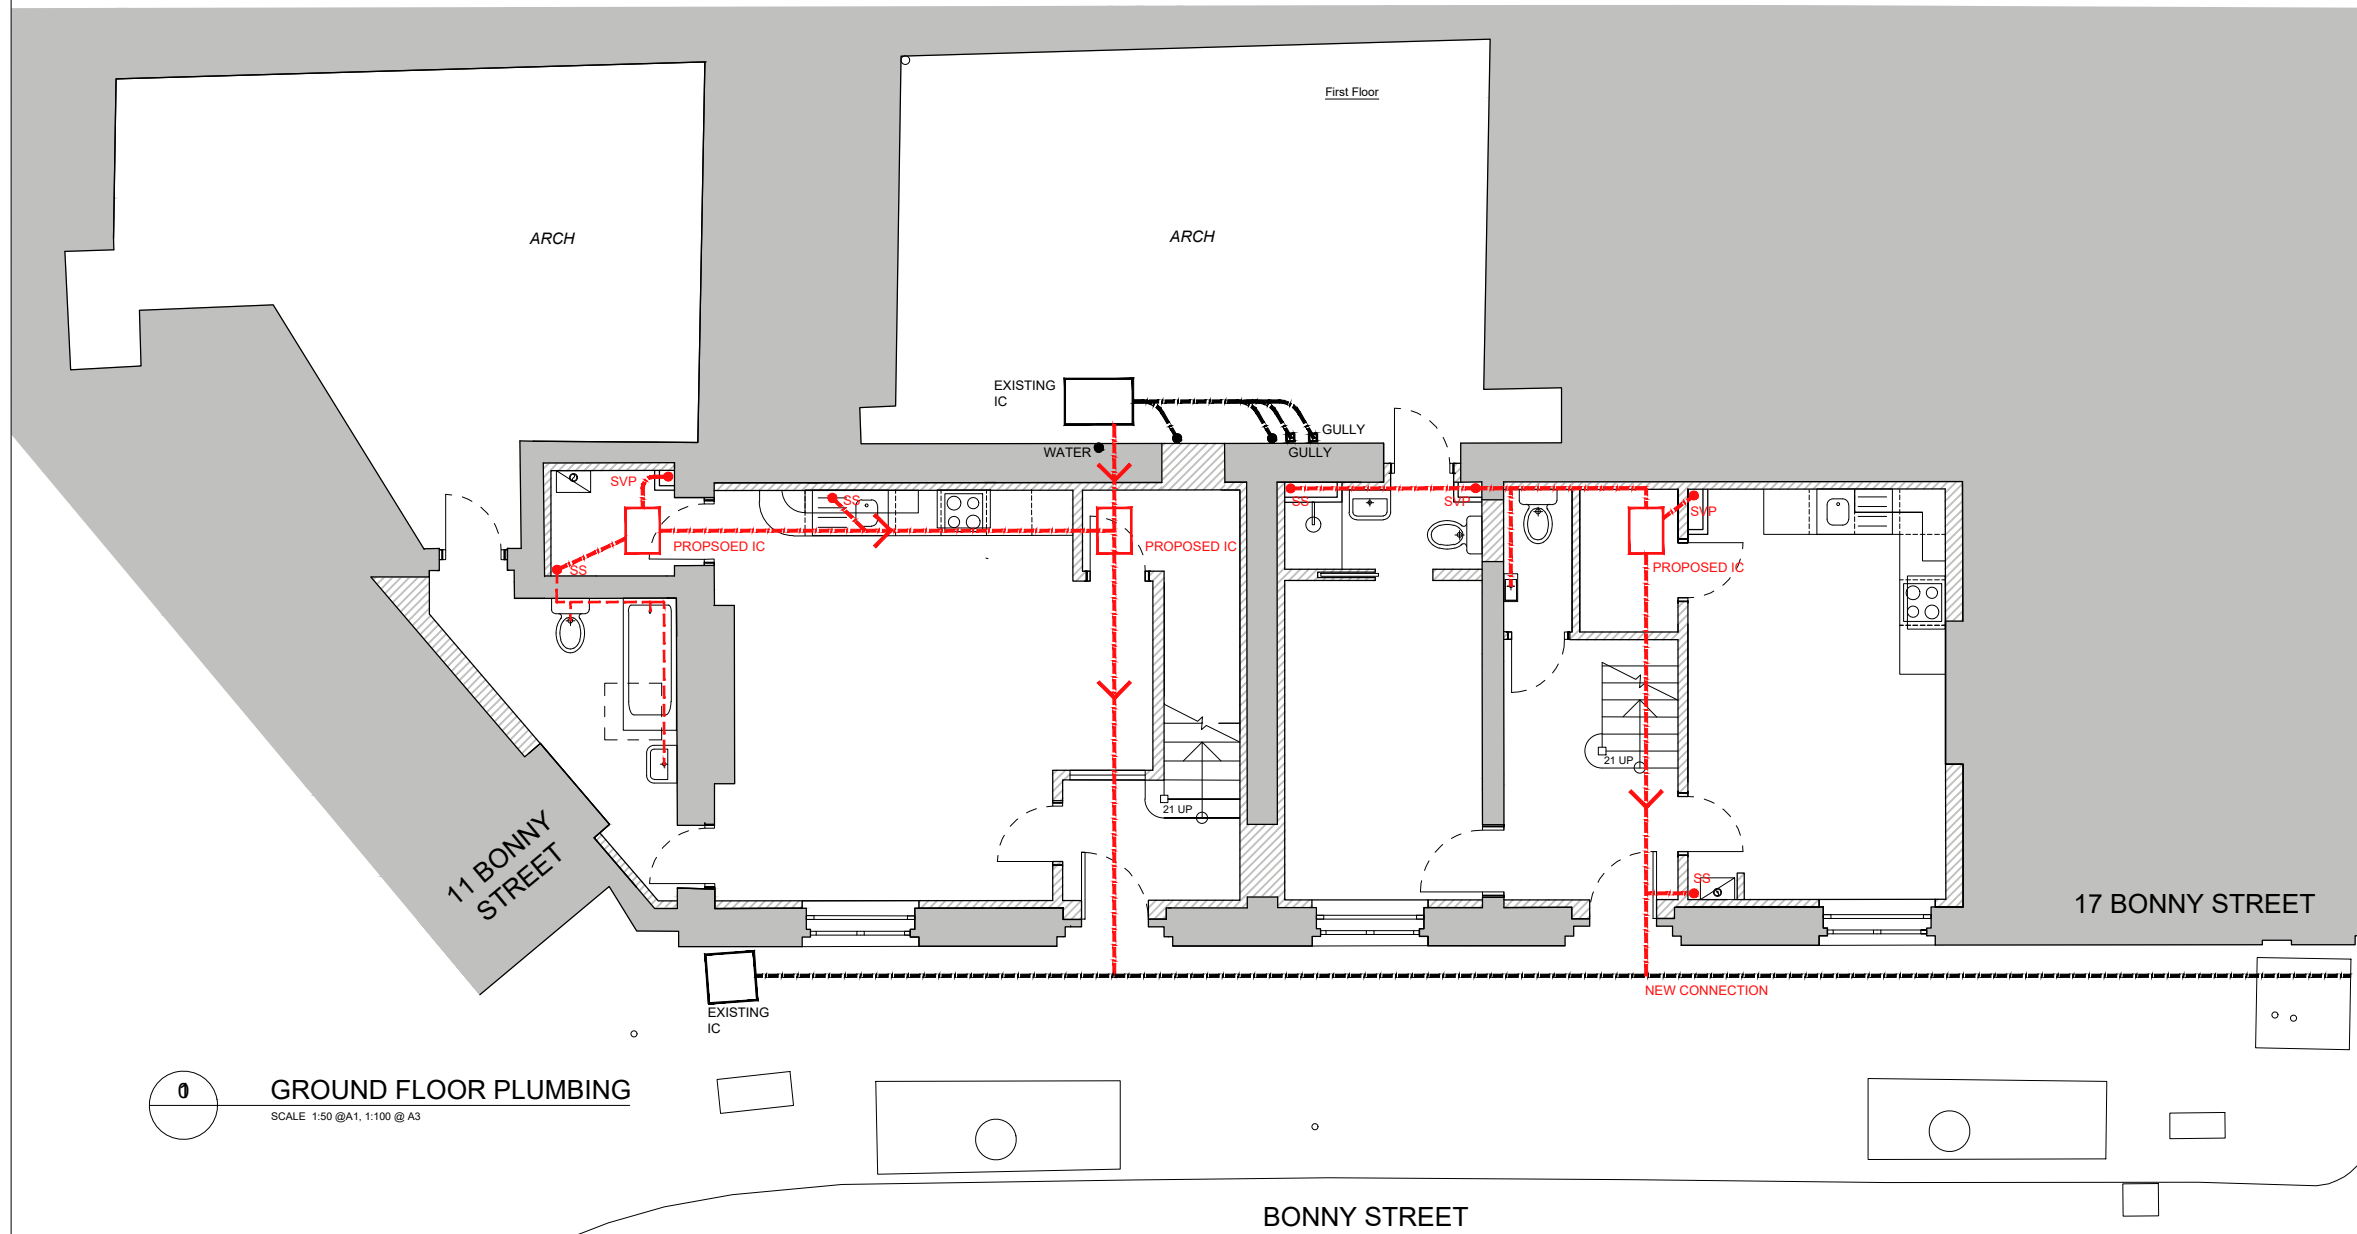 First Floor
ARCH
ARCH
EXISTING
IC
GULLY
WATER
GULLY
SVP
SS
SS
SVP
SVP
PROPSOED IC
PROPOSED IC
PROPOSED IC
SS
21 UP
21 UP
11 BONNY
STREET
SS
17 BONNY STREET
NEW CONNECTION
EXISTING
IC
GROUND FLOOR PLUMBING
SCALE 1:50 @A1, 1:100 @ A3
BONNY STREET